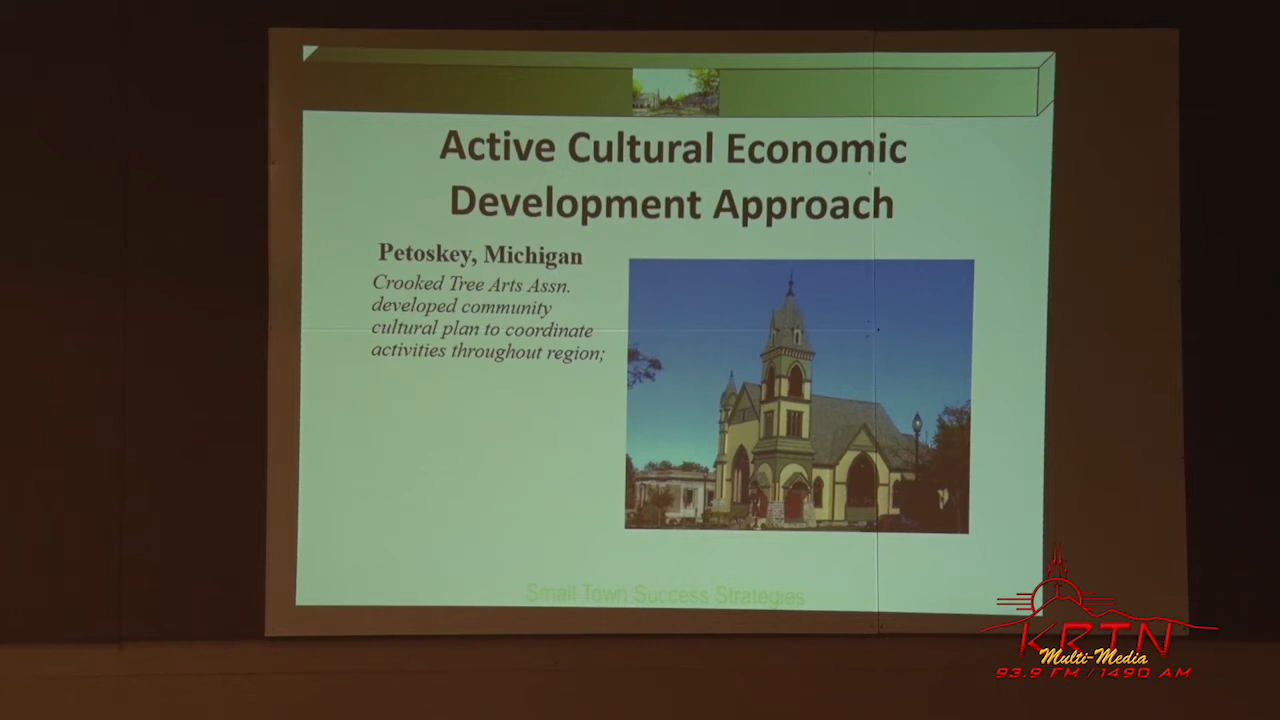 Active Cultural Economic
Development Approach
Petoskey, Michigan
Crooked Tree Arts Assn.
developed community
cultural plan to coordinate
activities throughout region;
Small Town Success Strategies
KRTN
Multi-Media
93.9 FM / 1490 AM